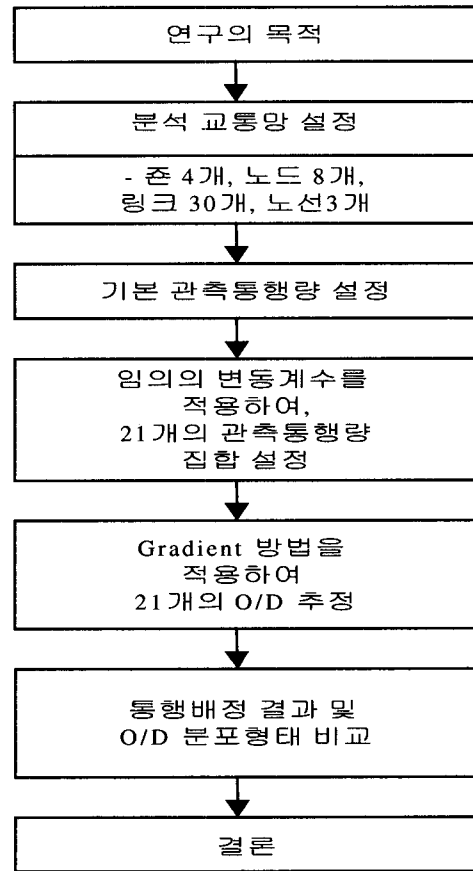 연구의 목적
분석 교통망 설정
- 죤 4개, 노드 8개,
링크 30개, 노선3개
기본 관측통행량 설정
임의의 변동계수를
적용하여,
21개의 관측통행량
집합 설정
Gradient 방법을
적용하여
21개의 O/D 추정
통행배정 결과 및
O/D 분포형태 비교
결론